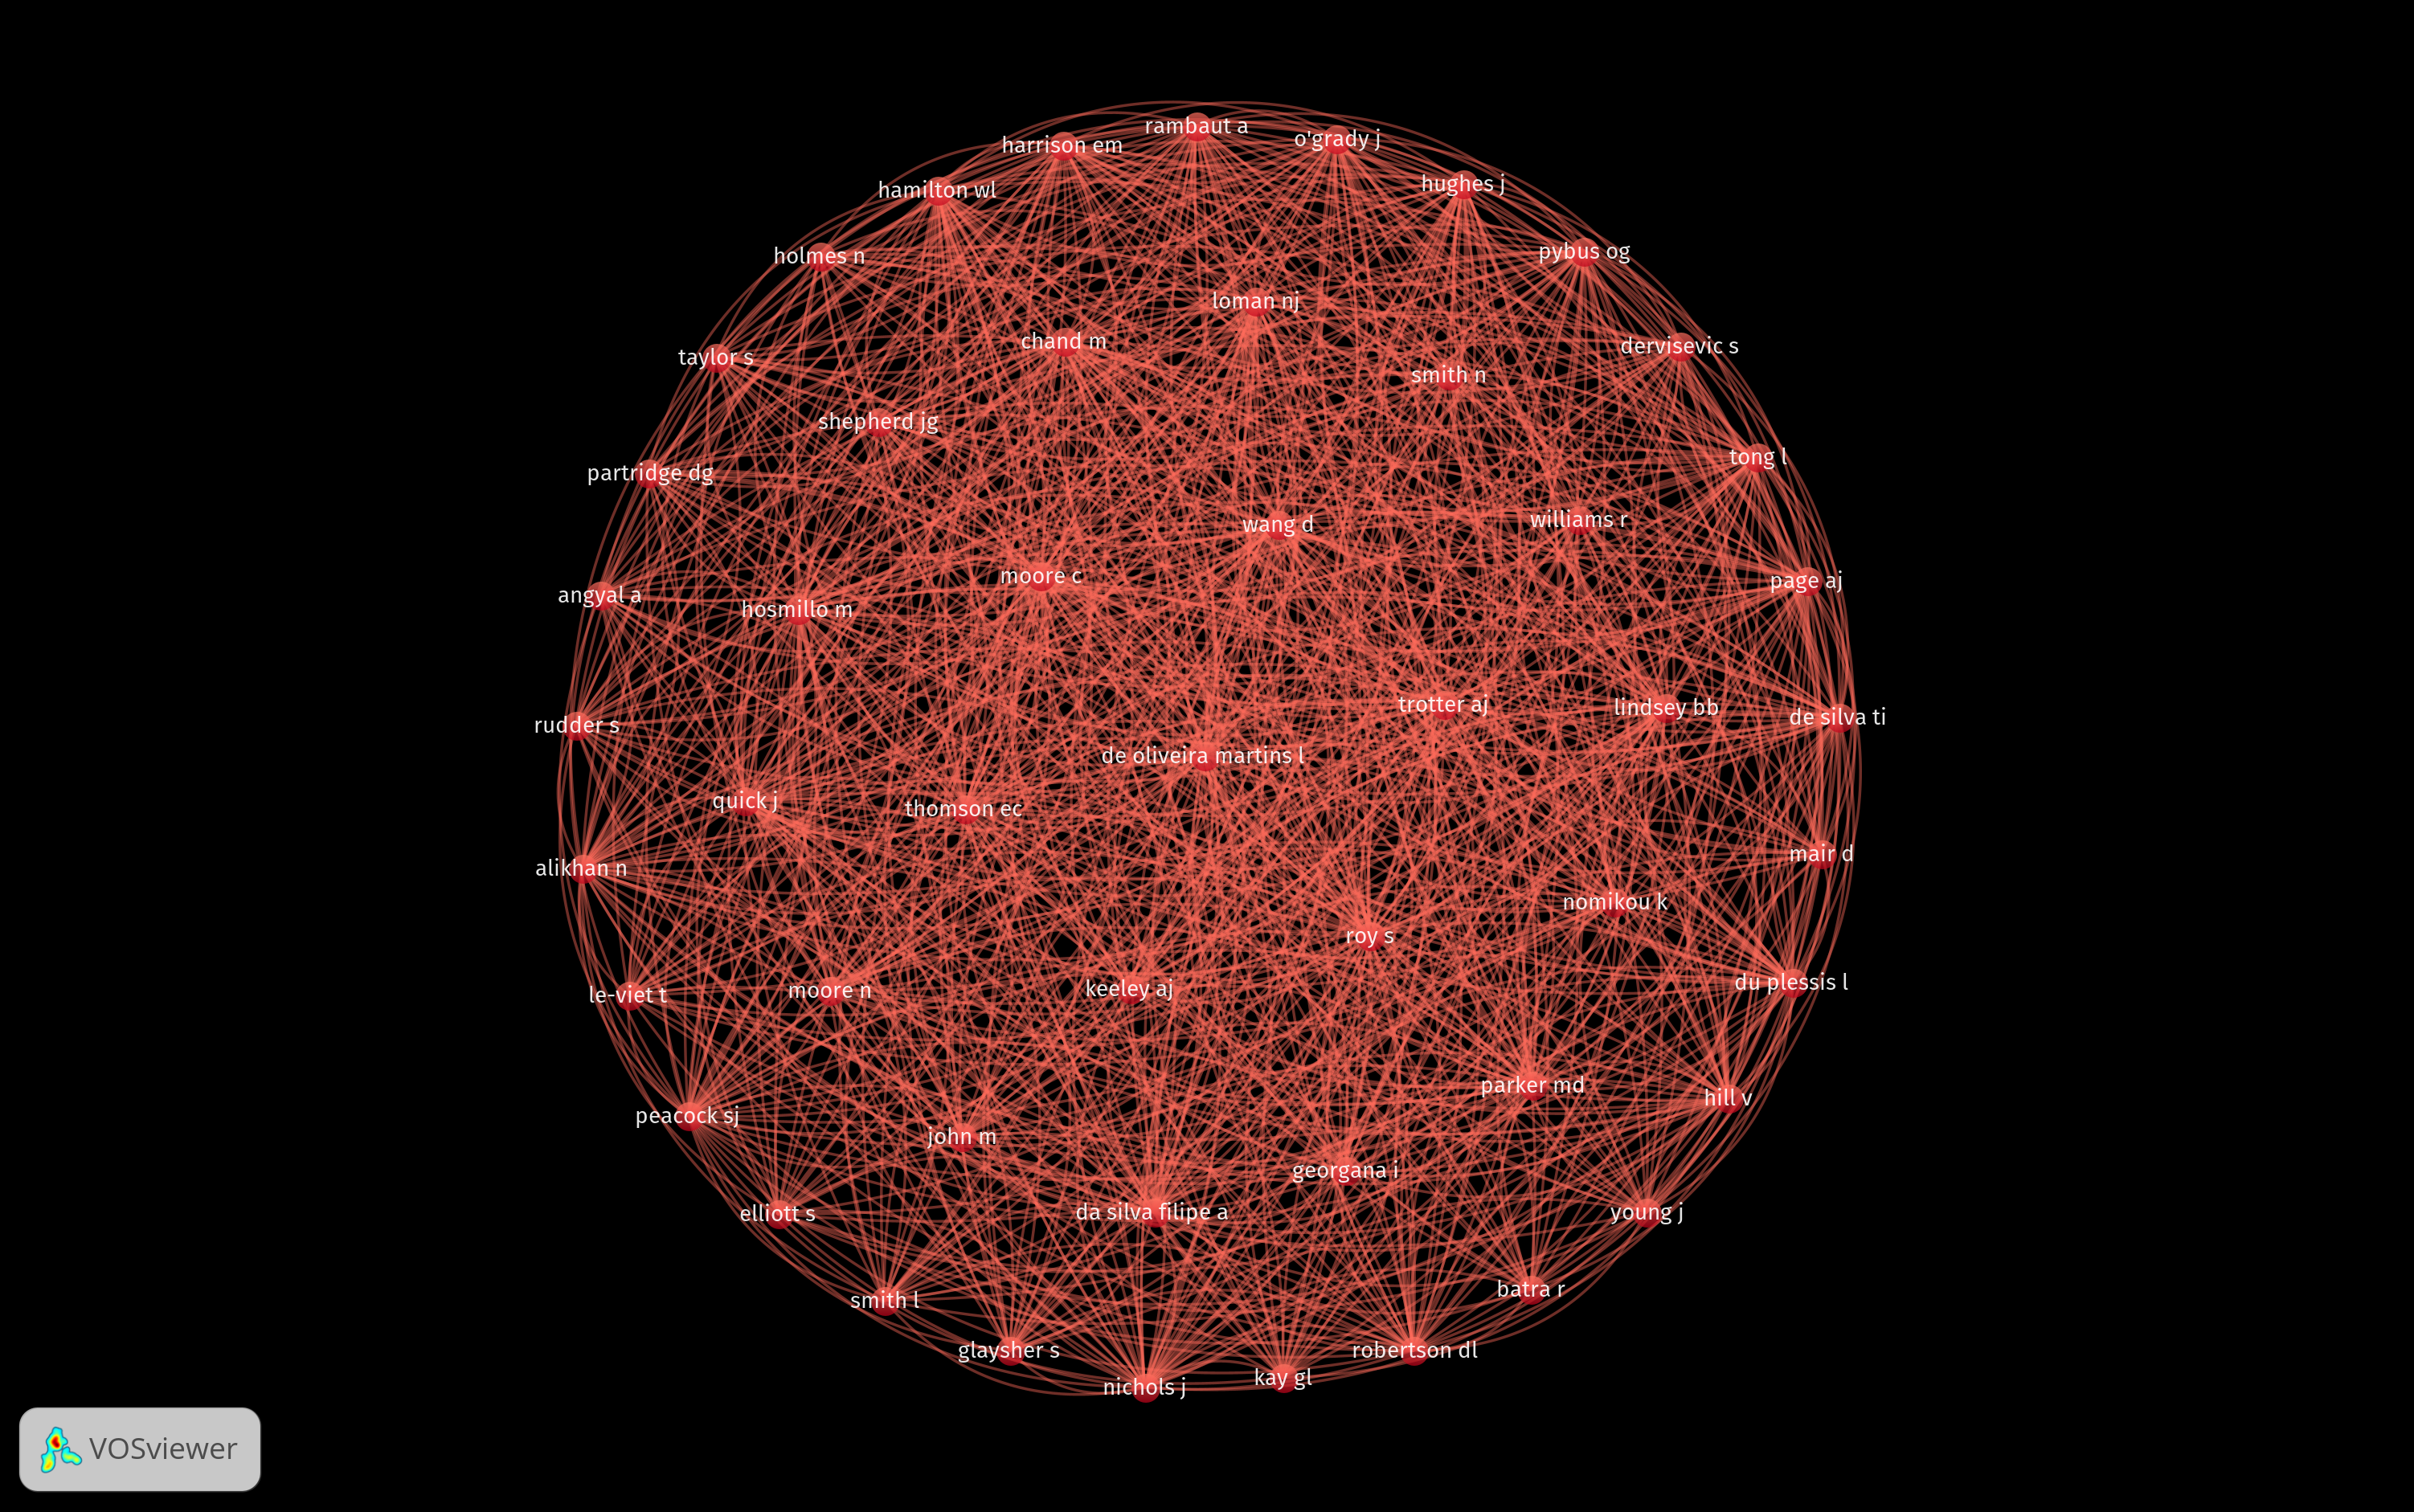 rambaut a
o'grady j
harrison em
hughes j
hamilton wl
pybus og
holmes n
loman nj
chand m
dervisevic s
taylor s
smith n
shepherd jg
tong l
partridge dg
williams r
wang d
moore c
page aj
angyal a
hosmillo m
trotter aj
lindsey bb
de silva ti
rudder s
de oliveira martins l
quick j
thomson ec
mair d
alikhan n
nomikou k
roy s
du plessis l
keeley aj
moore n
le-viet t
parker md
hill v
peacock sj
john m
georgana i
da silva filipe a
young j
elliott s
batra r
smith l
glaysher s
robertson dl
kay gl
nichols j
VOSviewer